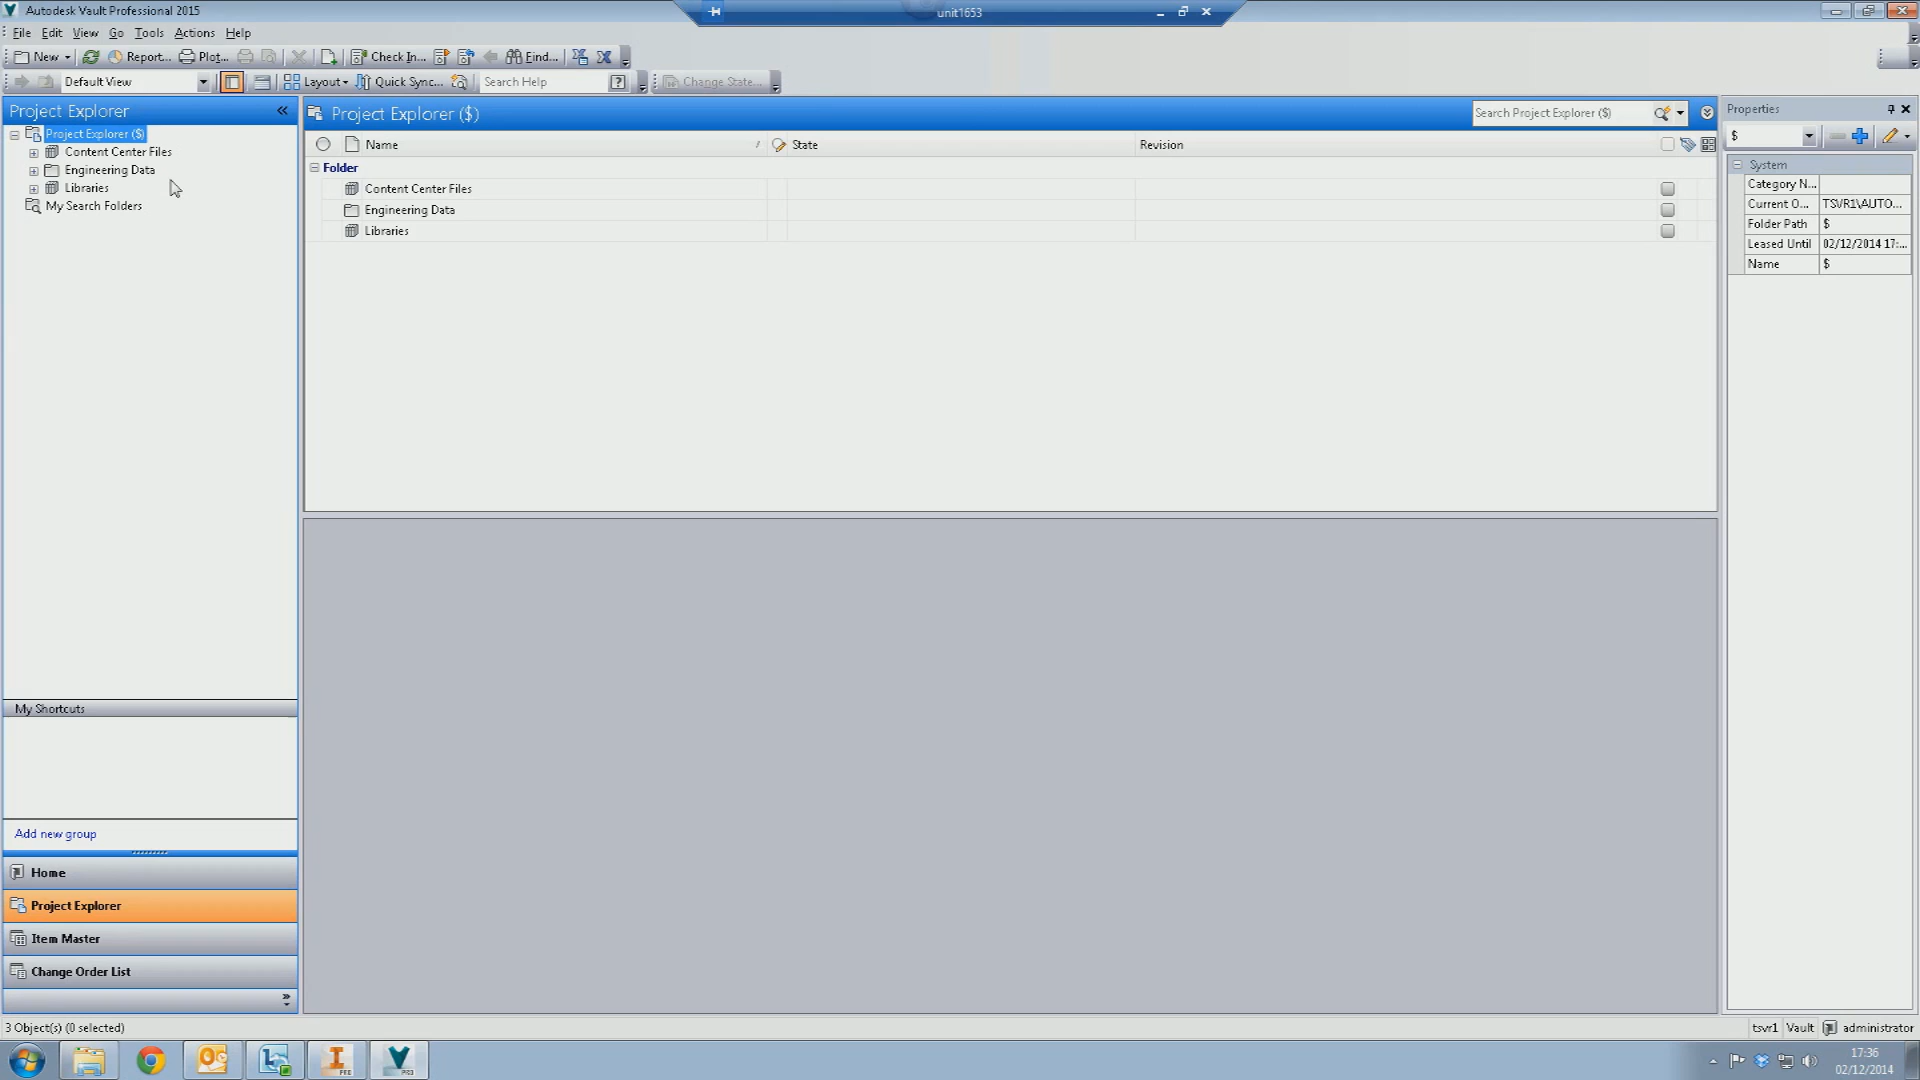 Autodesk Vault Professional 2015
unit1653
File Edit View Go Tools Actions Help
New Report... Plot... Check In... Find...
Default View Layout Quick Sync... Search Help Change State...
Project Explorer
Project Explorer ($)
Content Center Files
Engineering Data
Libraries
My Search Folders
My Shortcuts
Add new group
Home
Project Explorer
Item Master
Change Order List
Project Explorer ($)
Search Project Explorer ($)
Name / State Revision
Folder
Content Center Files
Engineering Data
Libraries
Properties
$
System
Category N...
Current O... TSVR1\AUTO...
Folder Path $
Leased Until 02/12/2014 17:...
Name $
3 Object(s) (0 selected)
tsvr1 Vault administrator
PRO
PRO
17:36
02/12/2014